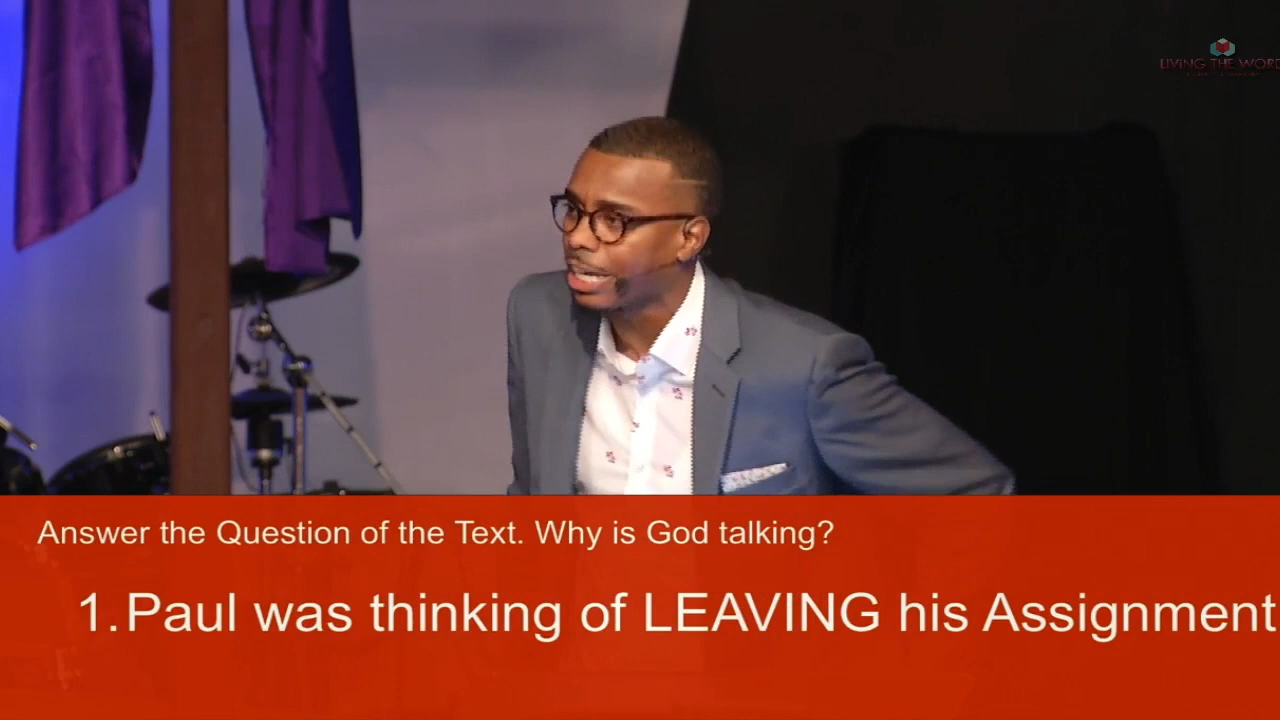 LIVING THE WORD
Answer the Question of the Text. Why is God talking?
1. Paul was thinking of LEAVING his Assignment